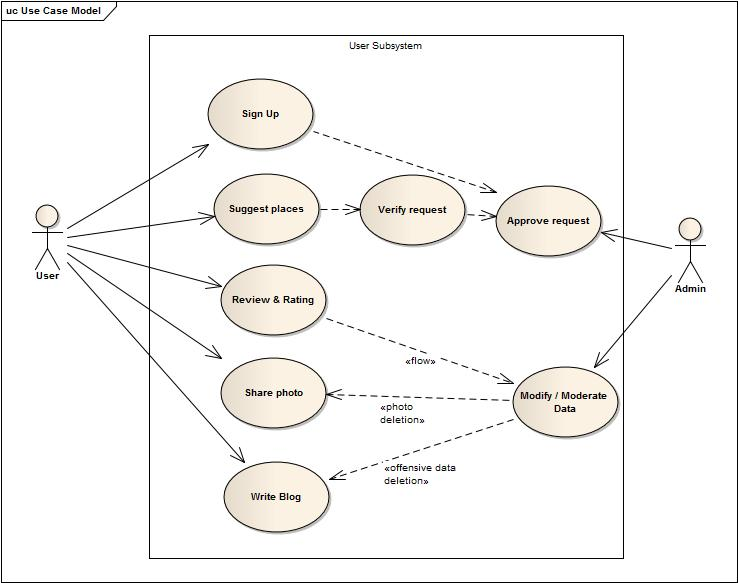 uc Use Case Model
User Subsystem
Sign Up
Suggest places
Verify request
Approve request
User
Admin
Review & Rating
«flow»
Share photo
Modify / Moderate
Data
«photo
deletion»
«offensive data
deletion»
Write Blog